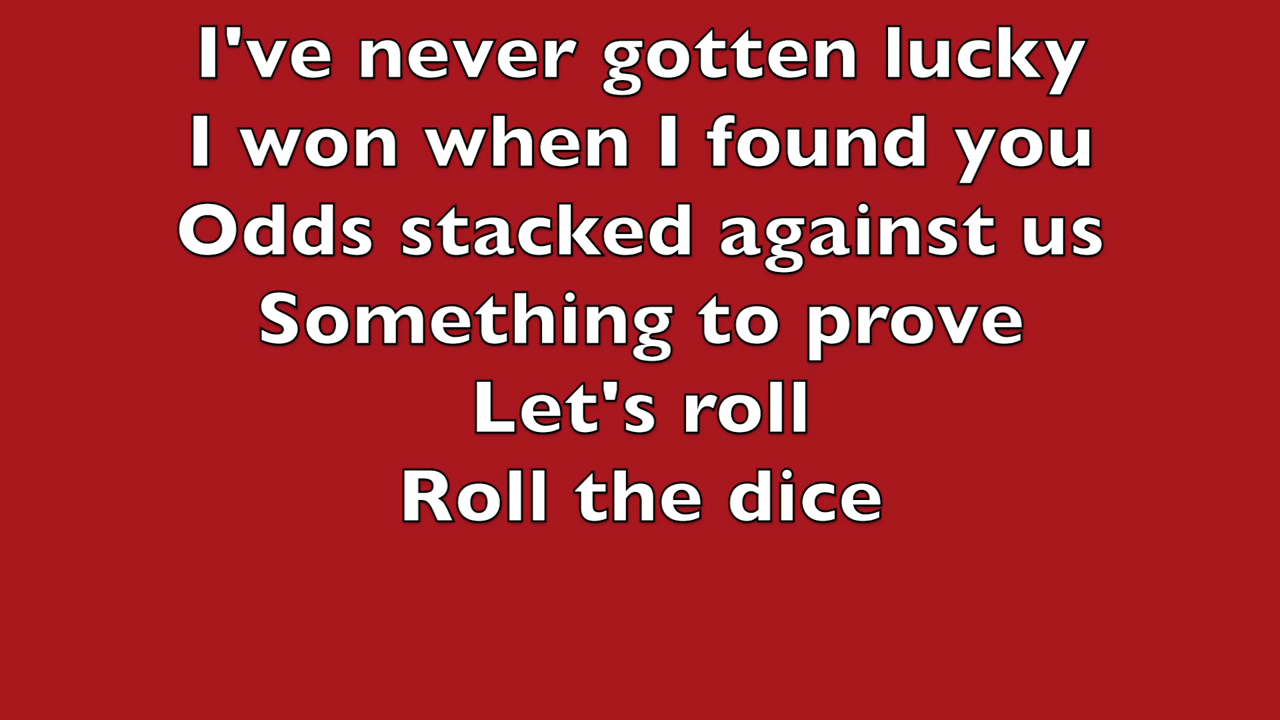 I've never gotten lucky
I won when I found you
Odds stacked against us
Something to prove
Let's roll
Roll the dice